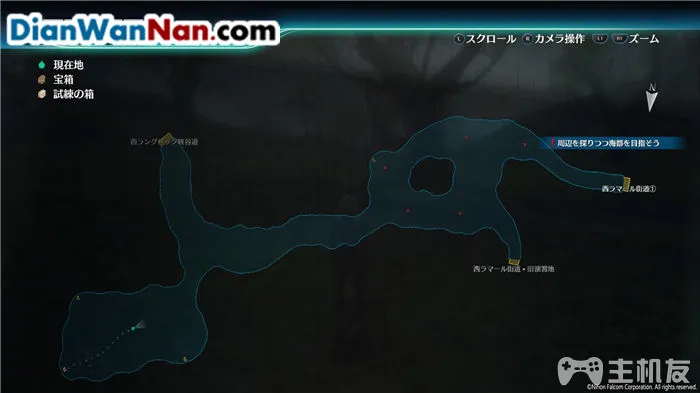 DianWanNan.com
L スクロール R カメラ操作 L1 R1 ズーム
現在地
宝箱
試練の箱
N
西ラングドック峡谷道
周辺を探りつつ海都を目指そう
西ラマール街道①
西ラマール街道・旧演習地
主机友
©Nihon Falcom Corporation. All rights reserved.